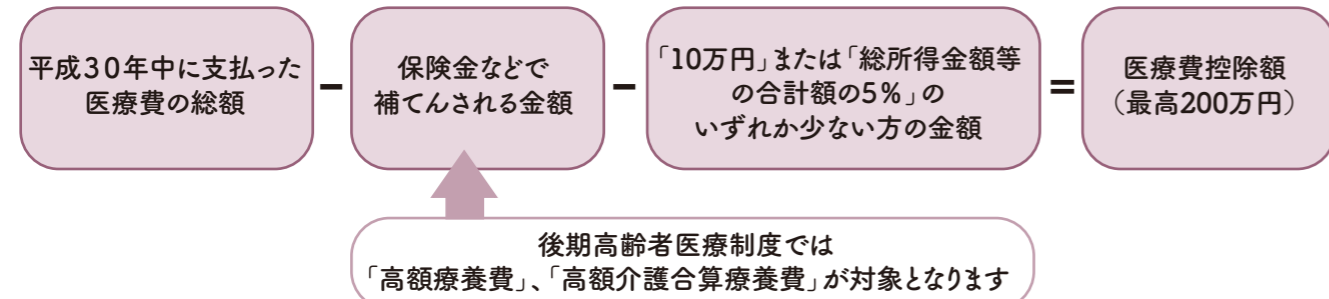 平成30年中に支払った
医療費の総額
−
保険金などで
補てんされる金額
−
「10万円」または「総所得金額等
の合計額の5%」の
いずれか少ない方の金額
=
医療費控除額
（最高200万円）
後期高齢者医療制度では
「高額療養費」、「高額介護合算療養費」が対象となります